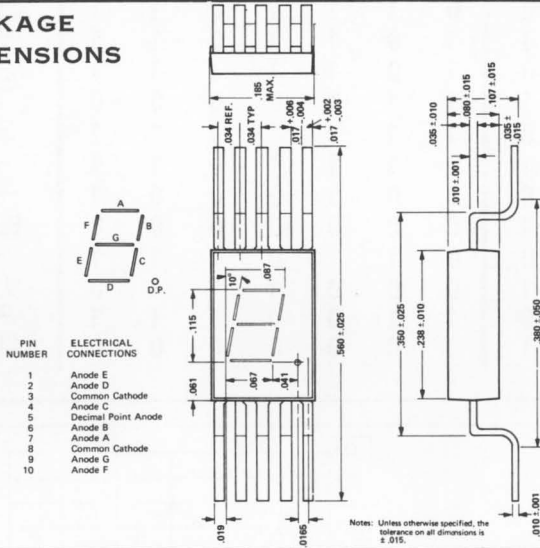 KAGE
ENSIONS
.185
MAX.
.034 REF.
.034 TYP
+.006
.017 -.004
+.002
.017 -.003
.107 ±.015
.080 ±.015
.035 ±.010
.035 ±
.015
.010 ±.001
A
F
B
G
E
C
D
D.P.
10°
.087
.115
.560 ±.025
.350 ±.025
.238 ±.010
.380 ±.050
.061
.067
.041
PIN
NUMBER
ELECTRICAL
CONNECTIONS
1 Anode E
2 Anode D
3 Common Cathode
4 Anode C
5 Decimal Point Anode
6 Anode B
7 Anode A
8 Common Cathode
9 Anode G
10 Anode F
.019
.0165
.010 ±.001
Notes: Unless otherwise specified, the
tolerance on all dimensions is
± .015.